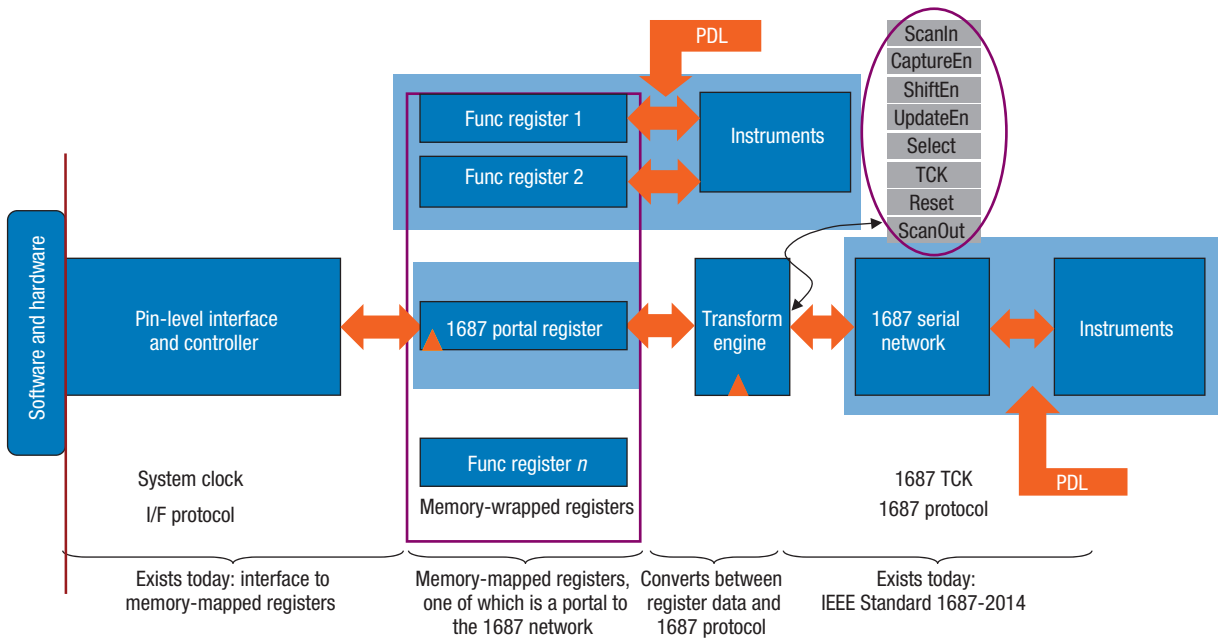 PDL
ScanIn
CaptureEn
ShiftEn
UpdateEn
Select
TCK
Reset
ScanOut
Func register 1
Func register 2
Instruments
Software and hardware
Pin-level interface
and controller
1687 portal register
Transform
engine
1687 serial
network
Instruments
Func register n
Memory-wrapped registers
System clock
I/F protocol
1687 TCK
1687 protocol
PDL
Exists today: interface to
memory-mapped registers
Memory-mapped registers,
one of which is a portal to
the 1687 network
Converts between
register data and
1687 protocol
Exists today:
IEEE Standard 1687-2014